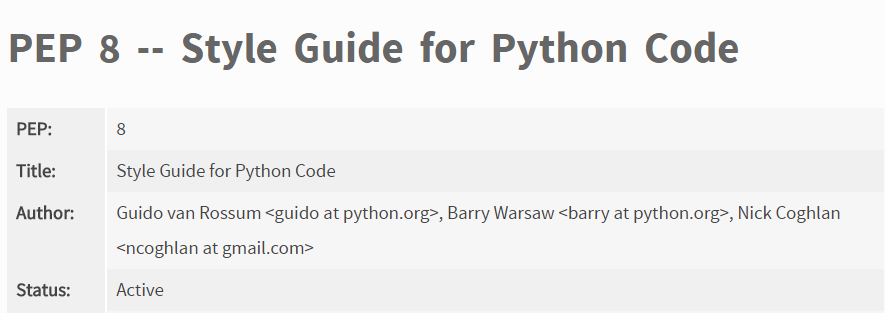 PEP 8 -- Style Guide for Python Code
PEP: 8
Title: Style Guide for Python Code
Author: Guido van Rossum <guido at python.org>, Barry Warsaw <barry at python.org>, Nick Coghlan
<ncoghlan at gmail.com>
Status: Active